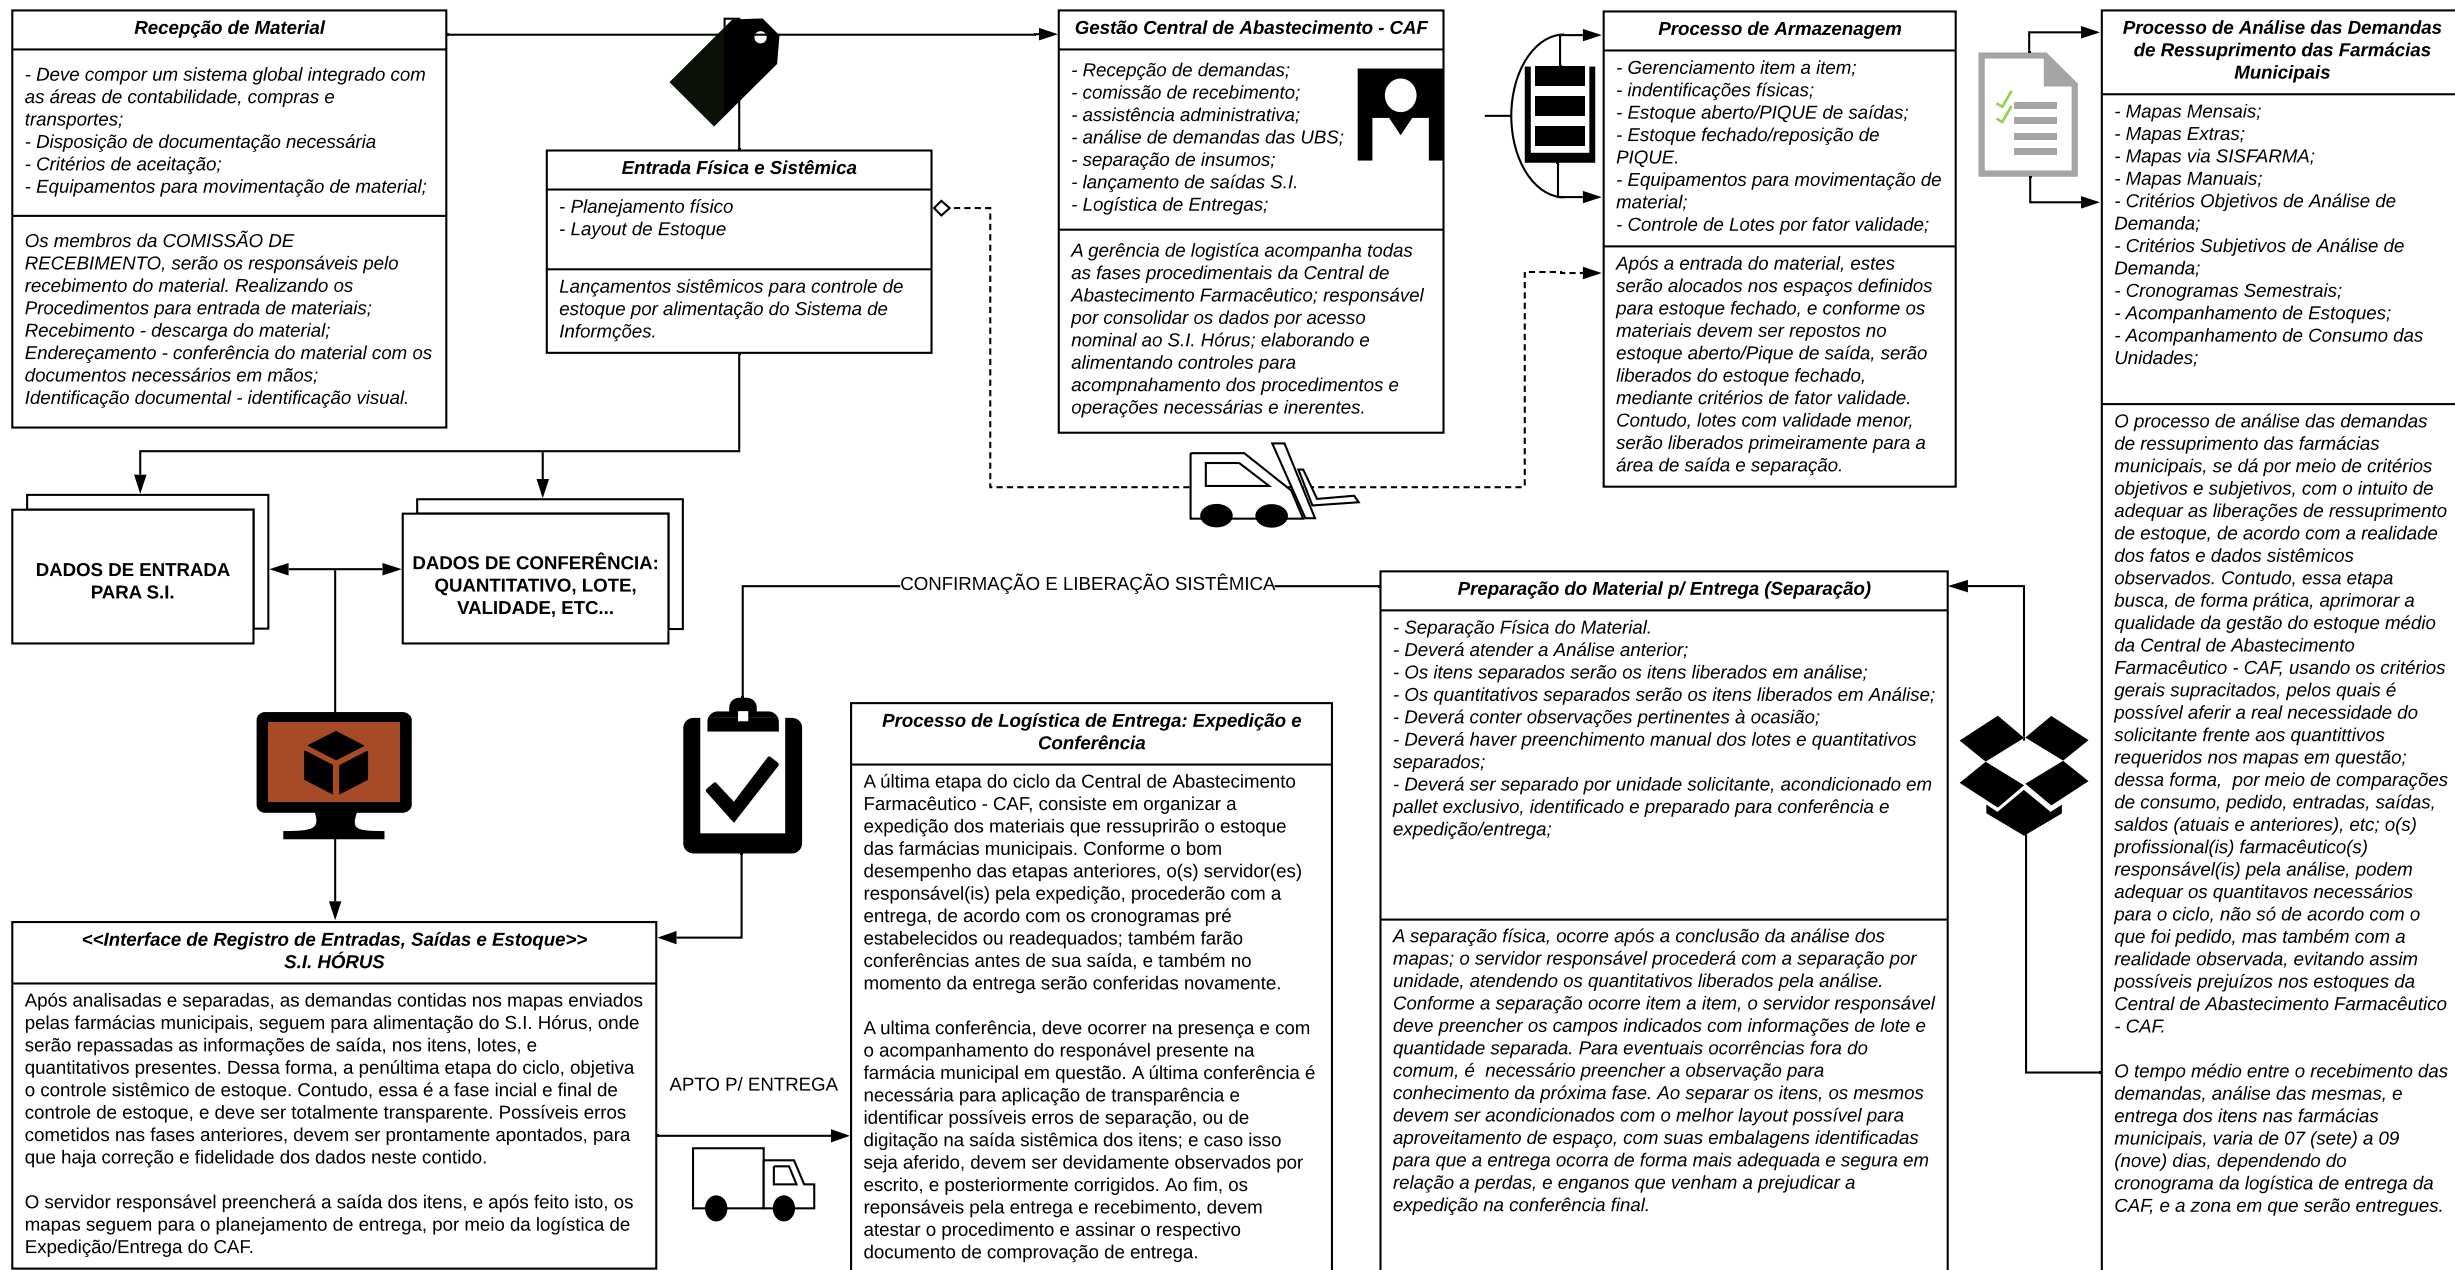 Recepção de Material
- Deve compor um sistema global integrado com
as áreas de contabilidade, compras e
transportes;
- Disposição de documentação necessária
- Critérios de aceitação;
- Equipamentos para movimentação de material;
Os membros da COMISSÃO DE
RECEBIMENTO, serão os responsáveis pelo
recebimento do material. Realizando os
Procedimentos para entrada de materiais;
Recebimento - descarga do material;
Endereçamento - conferência do material com os
documentos necessários em mãos;
Identificação documental - identificação visual.
Entrada Física e Sistêmica
- Planejamento físico
- Layout de Estoque
Lançamentos sistêmicos para controle de
estoque por alimentação do Sistema de
Informções.
Gestão Central de Abastecimento - CAF
- Recepção de demandas;
- comissão de recebimento;
- assistência administrativa;
- análise de demandas das UBS;
- separação de insumos;
- lançamento de saídas S.I.
- Logística de Entregas;
A gerência de logistíca acompanha todas
as fases procedimentais da Central de
Abastecimento Farmacêutico; responsável
por consolidar os dados por acesso
nominal ao S.I. Hórus; elaborando e
alimentando controles para
acompnahamento dos procedimentos e
operações necessárias e inerentes.
Processo de Armazenagem
- Gerenciamento item a item;
- indentificações físicas;
- Estoque aberto/PIQUE de saídas;
- Estoque fechado/reposição de
PIQUE.
- Equipamentos para movimentação de
material;
- Controle de Lotes por fator validade;
Após a entrada do material, estes
serão alocados nos espaços definidos
para estoque fechado, e conforme os
materiais devem ser repostos no
estoque aberto/Pique de saída, serão
liberados do estoque fechado,
mediante critérios de fator validade.
Contudo, lotes com validade menor,
serão liberados primeiramente para a
área de saída e separação.
Processo de Análise das Demandas
de Ressuprimento das Farmácias
Municipais
- Mapas Mensais;
- Mapas Extras;
- Mapas via SISFARMA;
- Mapas Manuais;
- Critérios Objetivos de Análise de
Demanda;
- Critérios Subjetivos de Análise de
Demanda;
- Cronogramas Semestrais;
- Acompanhamento de Estoques;
- Acompanhamento de Consumo das
Unidades;
O processo de análise das demandas
de ressuprimento das farmácias
municipais, se dá por meio de critérios
objetivos e subjetivos, com o intuito de
adequar as liberações de ressuprimento
de estoque, de acordo com a realidade
dos fatos e dados sistêmicos
observados. Contudo, essa etapa
busca, de forma prática, aprimorar a
qualidade da gestão do estoque médio
da Central de Abastecimento
Farmacêutico - CAF, usando os critérios
gerais supracitados, pelos quais é
possível aferir a real necessidade do
solicitante frente aos quantittivos
requeridos nos mapas em questão;
dessa forma,  por meio de comparações
de consumo, pedido, entradas, saídas,
saldos (atuais e anteriores), etc; o(s)
profissional(is) farmacêutico(s)
responsável(is) pela análise, podem
adequar os quantitavos necessários
para o ciclo, não só de acordo com o
que foi pedido, mas também com a
realidade observada, evitando assim
possíveis prejuízos nos estoques da
Central de Abastecimento Farmacêutico
- CAF.
O tempo médio entre o recebimento das
demandas, análise das mesmas, e
entrega dos itens nas farmácias
municipais, varia de 07 (sete) a 09
(nove) dias, dependendo do
cronograma da logística de entrega da
CAF, e a zona em que serão entregues.
DADOS DE ENTRADA
PARA S.I.
DADOS DE CONFERÊNCIA:
QUANTITATIVO, LOTE,
VALIDADE, ETC...
CONFIRMAÇÃO E LIBERAÇÃO SISTÊMICA
Preparação do Material p/ Entrega (Separação)
- Separação Física do Material.
- Deverá atender a Análise anterior;
- Os itens separados serão os itens liberados em análise;
- Os quantitativos separados serão os itens liberados em Análise;
- Deverá conter observações pertinentes à ocasião;
- Deverá haver preenchimento manual dos lotes e quantitativos
separados;
- Deverá ser separado por unidade solicitante, acondicionado em
pallet exclusivo, identificado e preparado para conferência e
expedição/entrega;
A separação física, ocorre após a conclusão da análise dos
mapas; o servidor responsável procederá com a separação por
unidade, atendendo os quantitativos liberados pela análise.
Conforme a separação ocorre item a item, o servidor responsável
deve preencher os campos indicados com informações de lote e
quantidade separada. Para eventuais ocorrências fora do
comum, é  necessário preencher a observação para
conhecimento da próxima fase. Ao separar os itens, os mesmos
devem ser acondicionados com o melhor layout possível para
aproveitamento de espaço, com suas embalagens identificadas
para que a entrega ocorra de forma mais adequada e segura em
relação a perdas, e enganos que venham a prejudicar a
expedição na conferência final.
Processo de Logística de Entrega: Expedição e
Conferência
A última etapa do ciclo da Central de Abastecimento
Farmacêutico - CAF, consiste em organizar a
expedição dos materiais que ressuprirão o estoque
das farmácias municipais. Conforme o bom
desempenho das etapas anteriores, o(s) servidor(es)
responsável(is) pela expedição, procederão com a
entrega, de acordo com os cronogramas pré
estabelecidos ou readequados; também farão
conferências antes de sua saída, e também no
momento da entrega serão conferidas novamente.
A ultima conferência, deve ocorrer na presença e com
o acompanhamento do responável presente na
farmácia municipal em questão. A última conferência é
necessária para aplicação de transparência e
identificar possíveis erros de separação, ou de
digitação na saída sistêmica dos itens; e caso isso
seja aferido, devem ser devidamente observados por
escrito, e posteriormente corrigidos. Ao fim, os
reponsáveis pela entrega e recebimento, devem
atestar o procedimento e assinar o respectivo
documento de comprovação de entrega.
<<Interface de Registro de Entradas, Saídas e Estoque>>
S.I. HÓRUS
Após analisadas e separadas, as demandas contidas nos mapas enviados
pelas farmácias municipais, seguem para alimentação do S.I. Hórus, onde
serão repassadas as informações de saída, nos itens, lotes, e
quantitativos presentes. Dessa forma, a penúltima etapa do ciclo, objetiva
o controle sistêmico de estoque. Contudo, essa é a fase incial e final de
controle de estoque, e deve ser totalmente transparente. Possíveis erros
cometidos nas fases anteriores, devem ser prontamente apontados, para
que haja correção e fidelidade dos dados neste contido.
O servidor responsável preencherá a saída dos itens, e após feito isto, os
mapas seguem para o planejamento de entrega, por meio da logística de
Expedição/Entrega do CAF.
APTO P/ ENTREGA